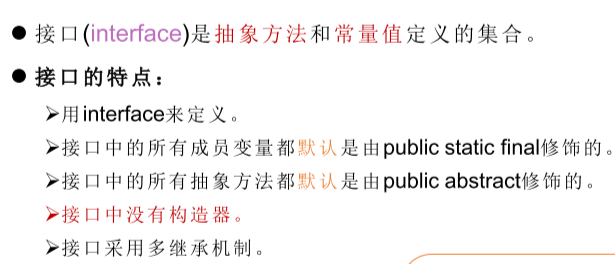 ● 接口(interface)是抽象方法和常量值定义的集合。
● 接口的特点：
➢用interface来定义。
➢接口中的所有成员变量都默认是由public static final修饰的。
➢接口中的所有抽象方法都默认是由public abstract修饰的。
➢接口中没有构造器。
➢接口采用多继承机制。